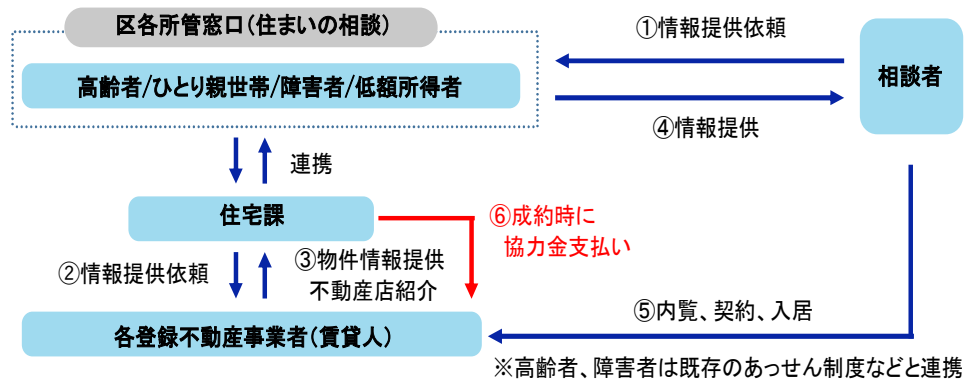 区各所管窓口(住まいの相談)
高齢者/ひとり親世帯/障害者/低額所得者
①情報提供依頼
相談者
④情報提供
連携
住宅課
⑥成約時に
協力金支払い
②情報提供依頼
③物件情報提供
不動産店紹介
各登録不動産事業者(賃貸人)
⑤内覧、契約、入居
※高齢者、障害者は既存のあっせん制度などと連携